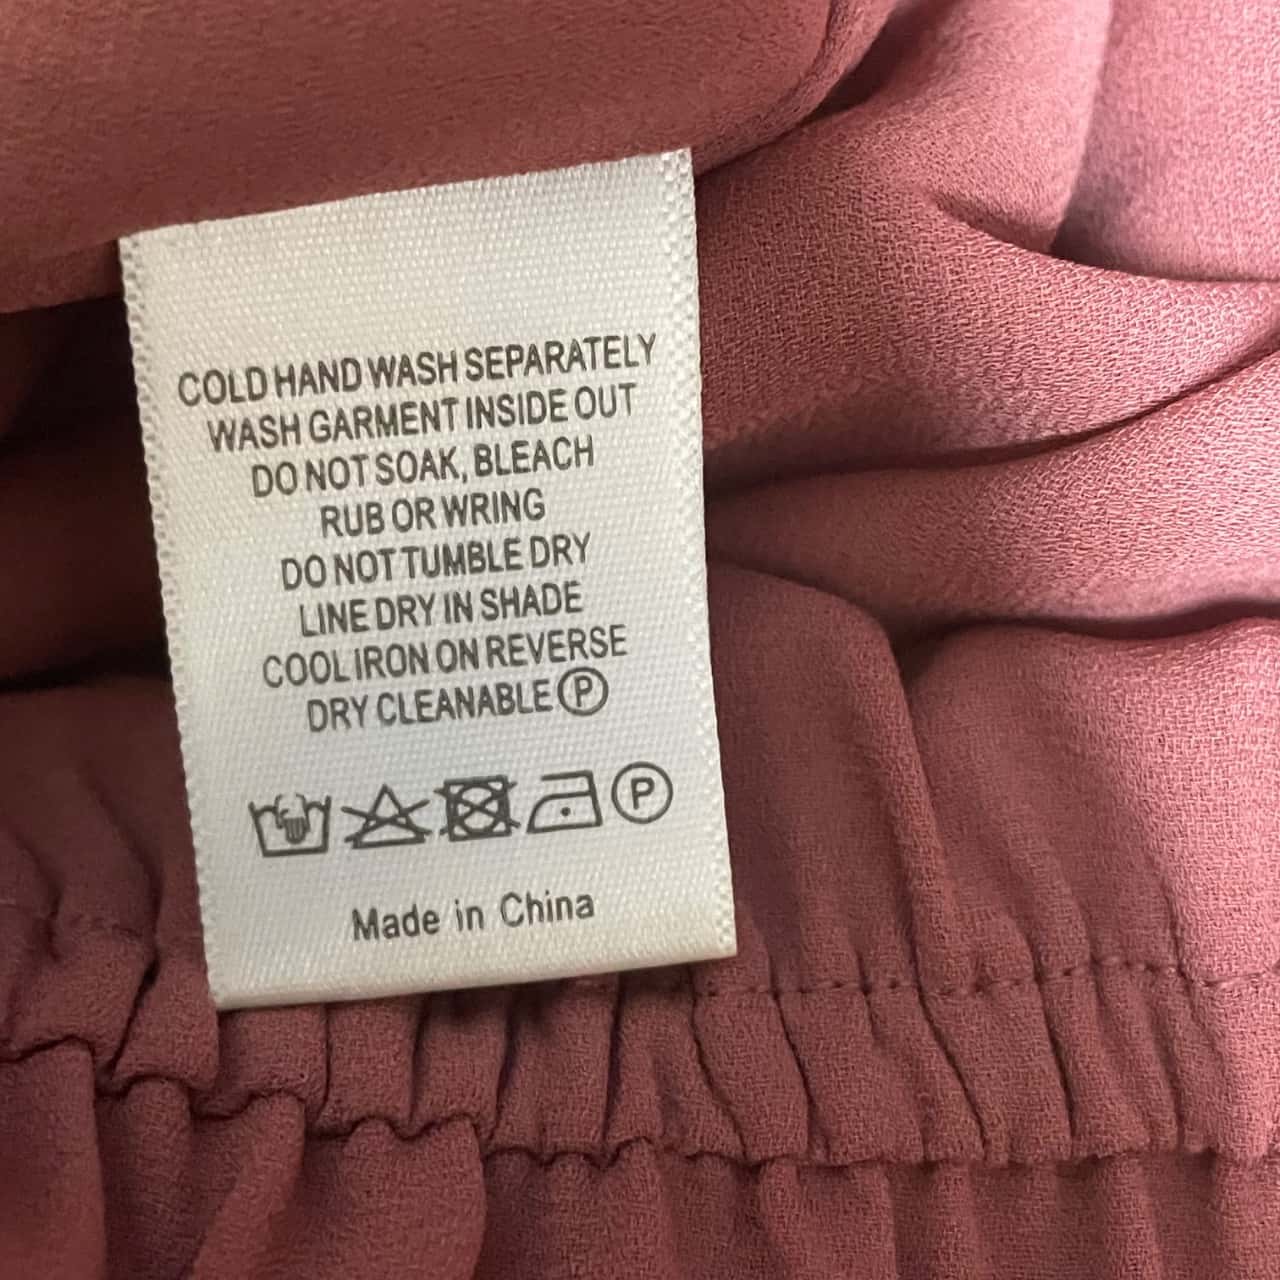 COLD HAND WASH SEPARATELY
WASH GARMENT INSIDE OUT
DO NOT SOAK, BLEACH
RUB OR WRING
DO NOT TUMBLE DRY
LINE DRY IN SHADE
COOL IRON ON REVERSE
DRY CLEANABLE Ⓟ
Ⓟ
Made in China